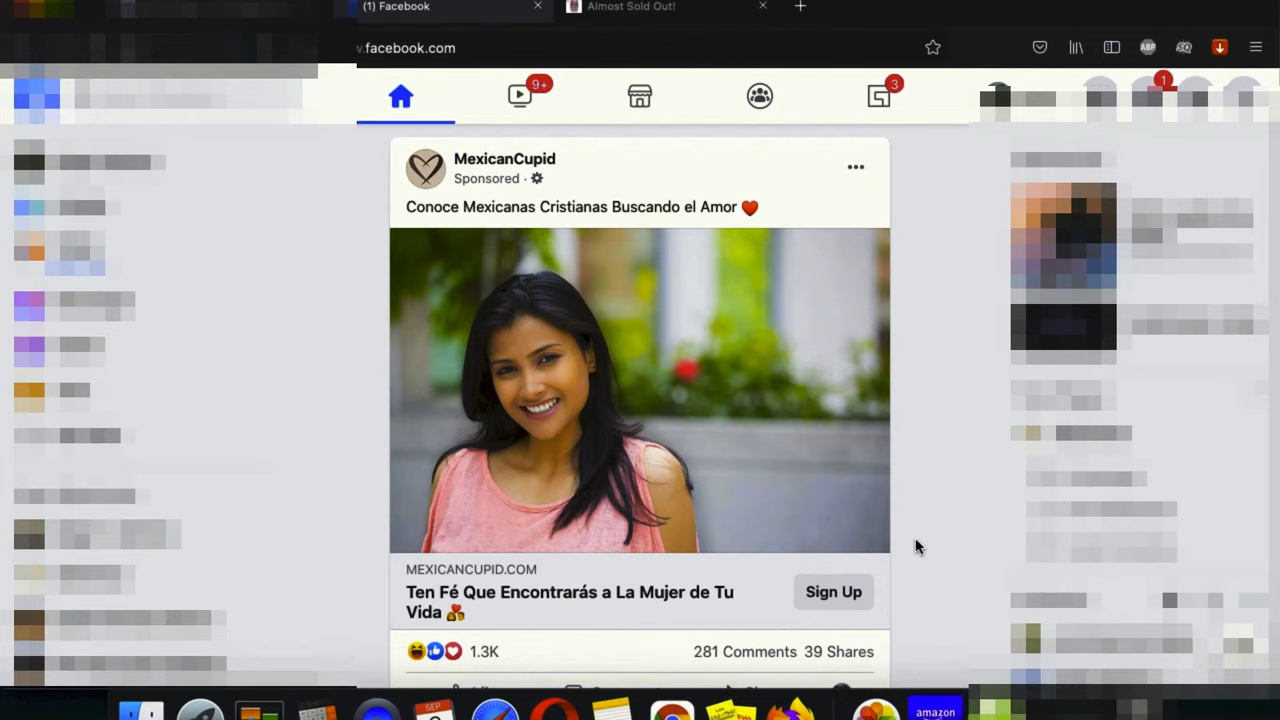 (1) Facebook
Almost Sold Out!
.facebook.com
ABP
9+
3
1
MexicanCupid
Sponsored ·
Conoce Mexicanas Cristianas Buscando el Amor ❤️
MEXICANCUPID.COM
Ten Fé Que Encontrarás a La Mujer de Tu
Vida
Sign Up
1.3K
281 Comments 39 Shares
SEP
amazon